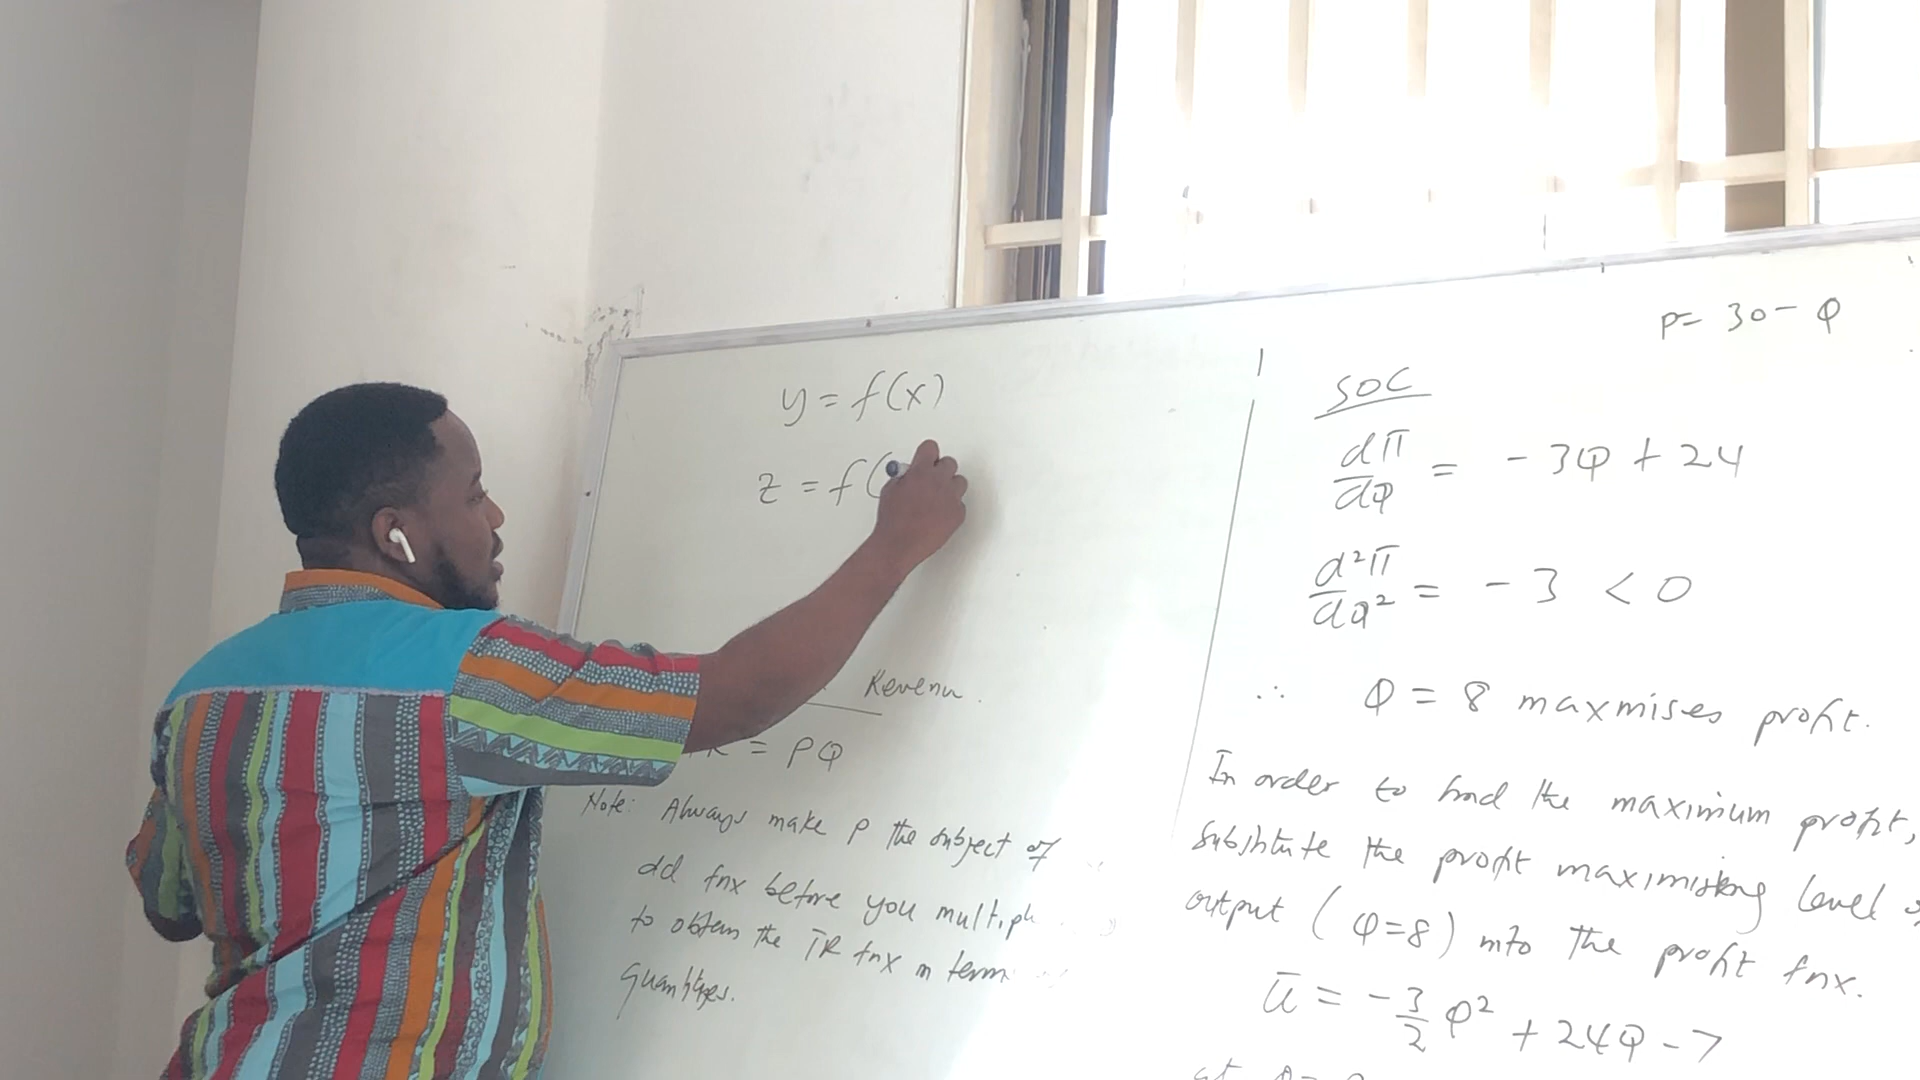 y = f(x)
z = f(
Revenu.
= PQ
Note: Always make p the subject of
dd fnx before you multiply
to obtain the TR fnx in term
quantities.
P= 30 - Q
SOC
dπ/dQ = -3Q + 24
d²π/dQ² = -3 < 0
∴ Q = 8 maxmises profit.
In order to find the maximum profit,
substitute the profit maximising level
output (Q=8) into the profit fnx.
π = -3/2 Q² + 24Q - 7
at